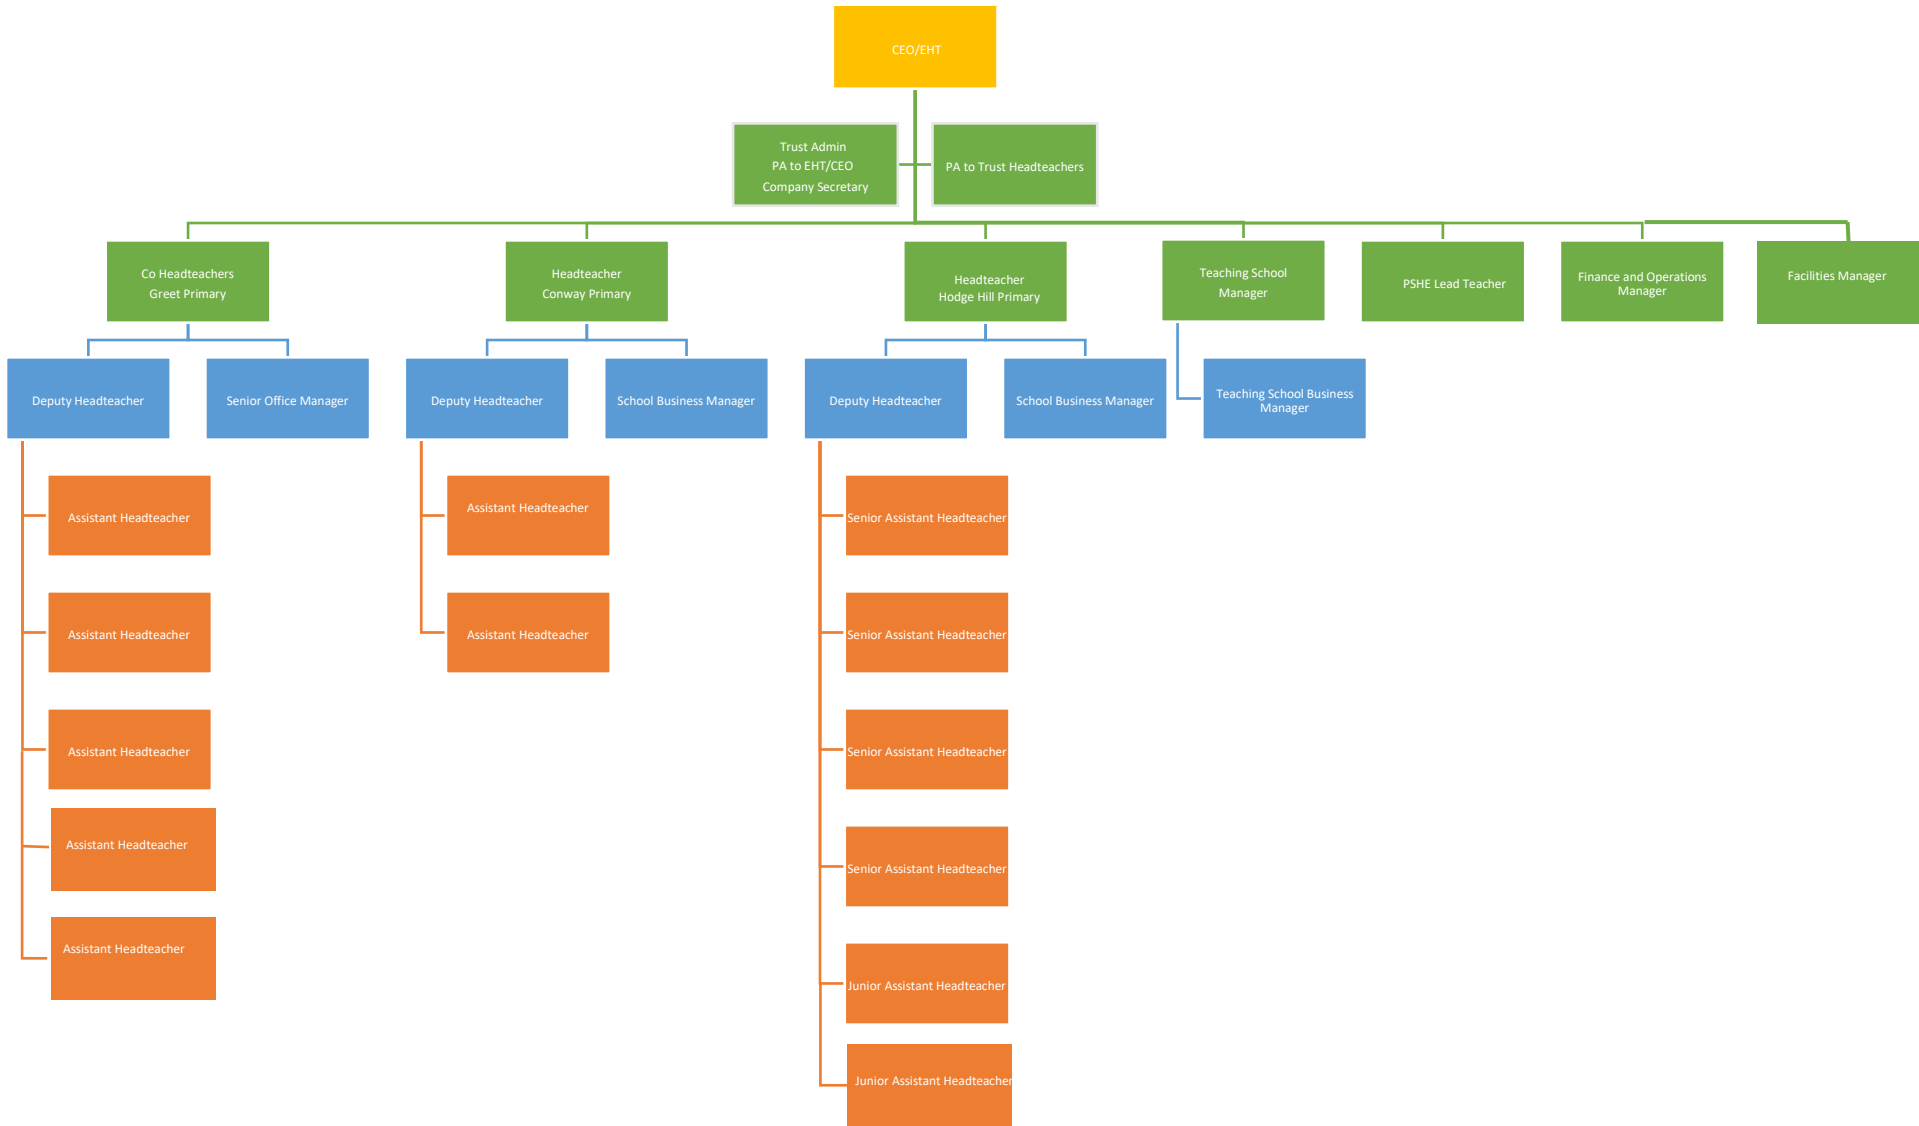 CEO/EHT
Trust Admin
PA to EHT/CEO
Company Secretary
PA to Trust Headteachers
Co Headteachers
Greet Primary
Headteacher
Conway Primary
Headteacher
Hodge Hill Primary
Teaching School
Manager
PSHE Lead Teacher
Finance and Operations
Manager
Facilities Manager
Deputy Headteacher
Senior Office Manager
Deputy Headteacher
School Business Manager
Deputy Headteacher
School Business Manager
Teaching School Business
Manager
Assistant Headteacher
Assistant Headteacher
Senior Assistant Headteacher
Assistant Headteacher
Assistant Headteacher
Senior Assistant Headteacher
Assistant Headteacher
Senior Assistant Headteacher
Assistant Headteacher
Senior Assistant Headteacher
Assistant Headteacher
Junior Assistant Headteacher
Junior Assistant Headteacher